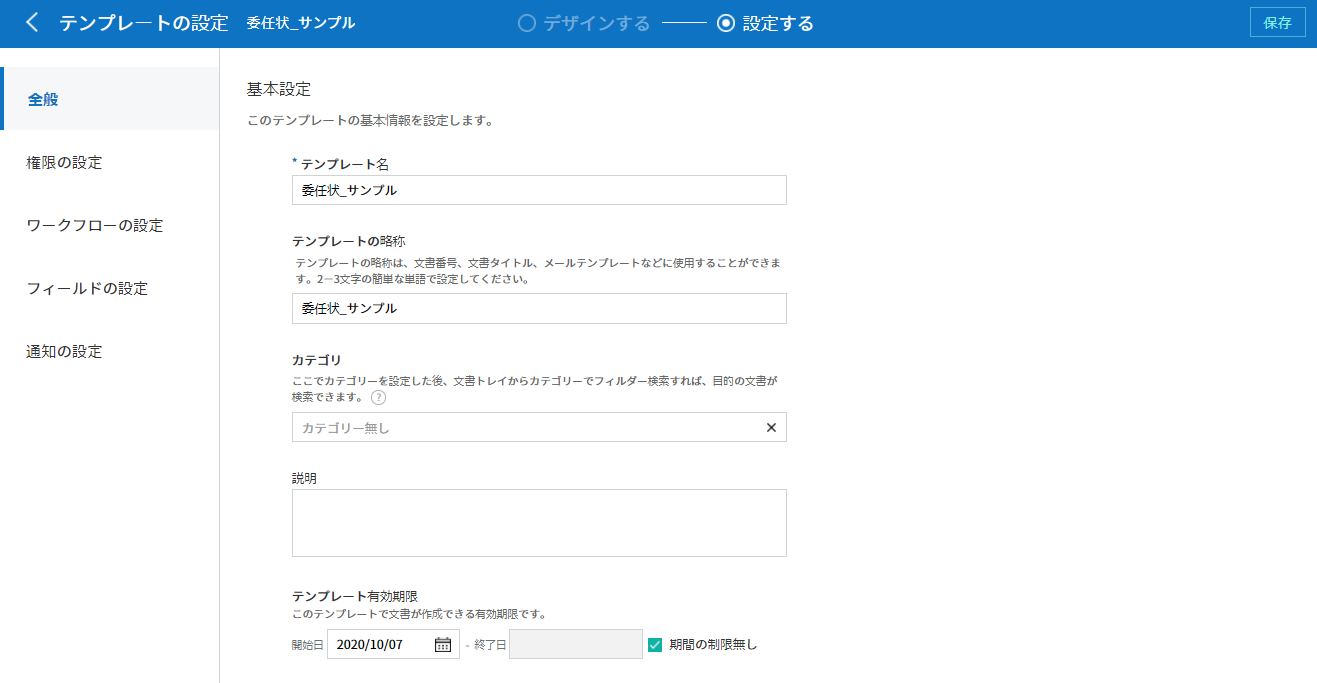 テンプレートの設定 委任状_サンプル デザインする 設定する 保存
全般
権限の設定
ワークフローの設定
フィールドの設定
通知の設定
基本設定
このテンプレートの基本情報を設定します。
* テンプレート名
委任状_サンプル
テンプレートの略称
テンプレートの略称は、文書番号、文書タイトル、メールテンプレートなどに使用することができま
す。2－3文字の簡単な単語で設定してください。
委任状_サンプル
カテゴリ
ここでカテゴリーを設定した後、文書トレイからカテゴリーでフィルダー検索すれば、目的の文書が
検索できます。 ?
カテゴリー無し
説明
テンプレート有効期限
このテンプレートで文書が作成できる有効期限です。
開始日 2020/10/07 - 終了日 期間の制限無し